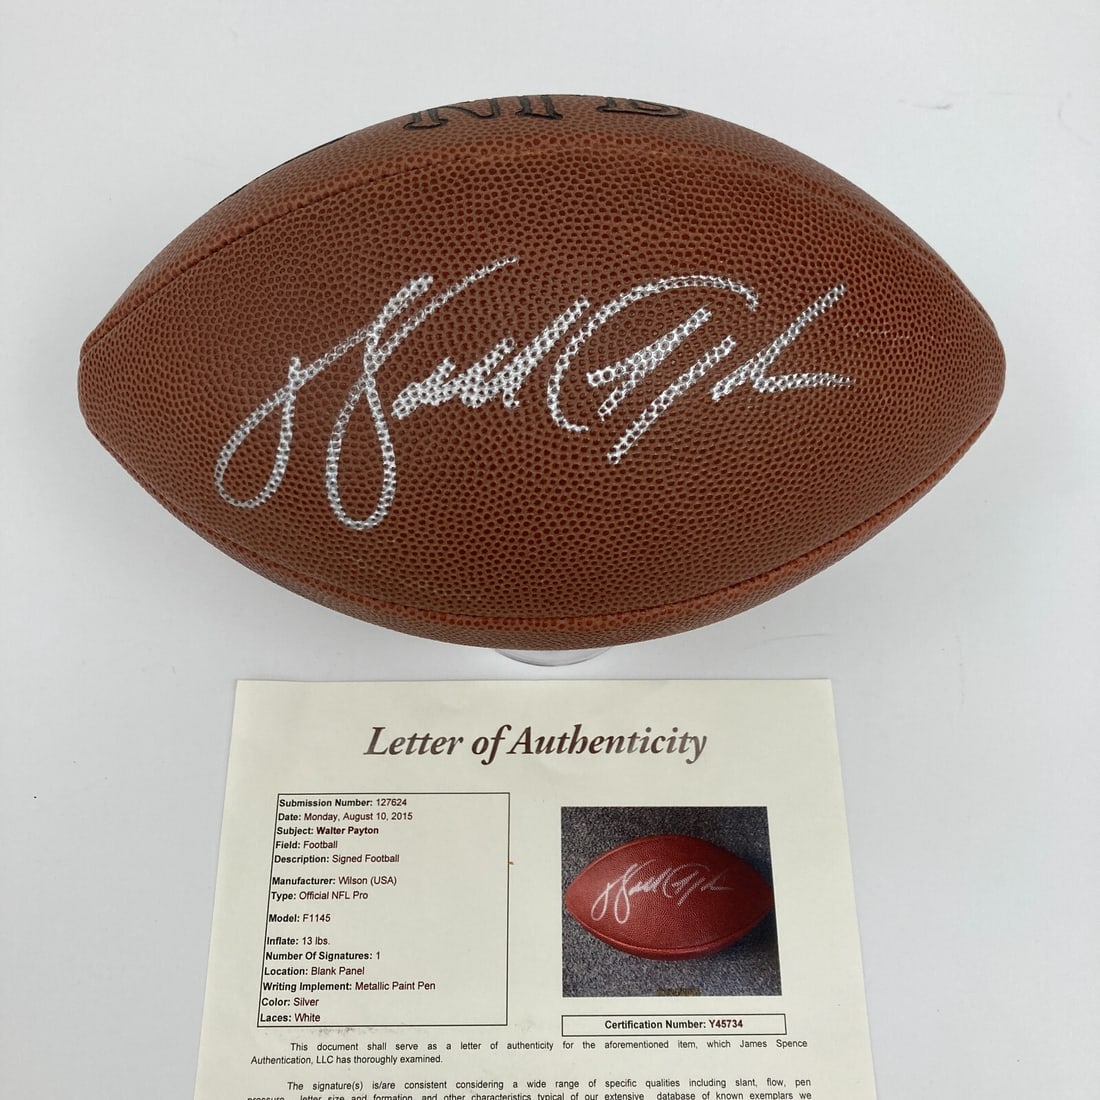 NFL
Walter Payton
Letter of Authenticity
Submission Number: 127624
Date: Monday, August 10, 2015
Subject: Walter Payton
Field: Football
Description: Signed Football
Manufacturer: Wilson (USA)
Type: Official NFL Pro
Model: F1145
Inflate: 13 lbs.
Number Of Signatures: 1
Location: Blank Panel
Writing Implement: Metallic Paint Pen
Color: Silver
Laces: White
Certification Number: Y45734
This document shall serve as a letter of authenticity for the aforementioned item, which James Spence
Authentication, LLC has thoroughly examined.
The signature(s) is/are consistent considering a wide range of specific qualities including slant, flow, pen
pressure, letter size and formation, and other characteristics typical of our extensive database of known exemplars we